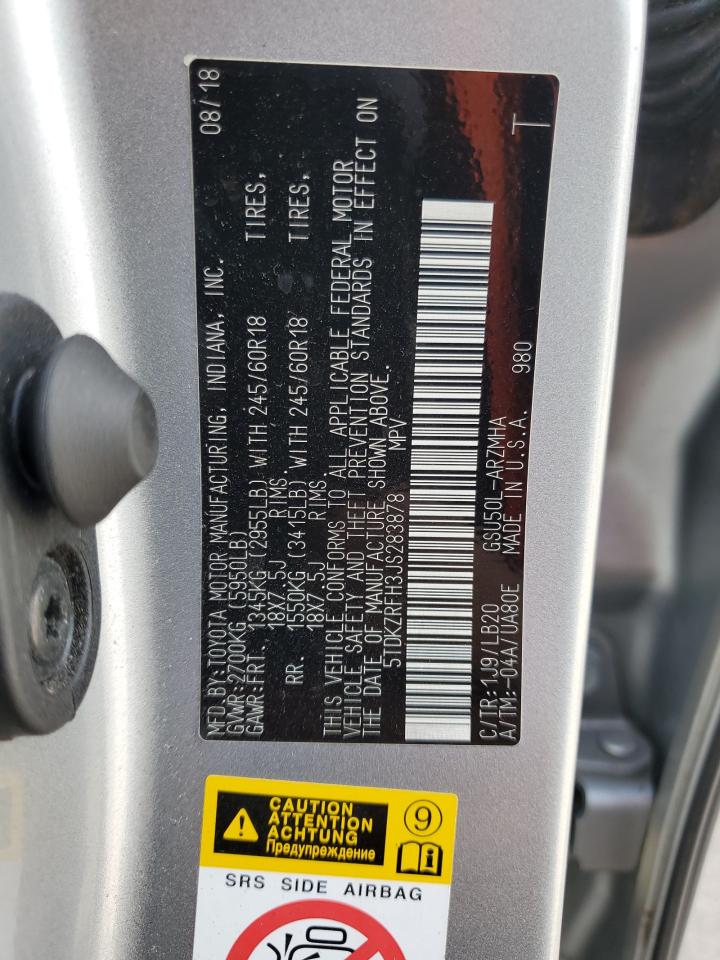 MFD.BY:TOYOTA MOTOR MANUFACTURING, INDIANA, INC. 08/18
GVWR:2700KG (5950LB)
GAWR:FRT. 1345KG (2955LB) WITH 245/60R18 TIRES,
18X7.5J RIMS
RR. 1550KG (3415LB) WITH 245/60R18 TIRES,
18X7.5J RIMS
THIS VEHICLE CONFORMS TO ALL APPLICABLE FEDERAL MOTOR
VEHICLE SAFETY AND THEFT PREVENTION STANDARDS IN EFFECT ON
THE DATE OF MANUFACTURE SHOWN ABOVE.
5TDKZRFH3JS283878 MPV
C/TR:1J9/LB20 GSU50L-ARZMHA
A/TM:-04A/UA80E MADE IN U.S.A. 980 T
CAUTION
ATTENTION
ACHTUNG
Предупреждение
9
SRS SIDE AIRBAG